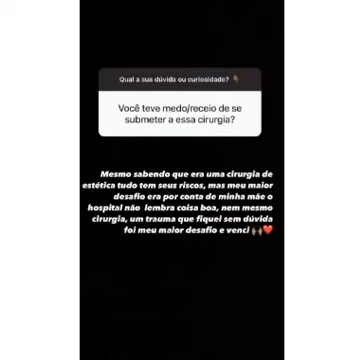 Qual a sua dúvida ou curiosidade? 👇🏾
Você teve medo/receio de se
submeter a essa cirurgia?
Mesmo sabendo que era uma cirurgia de
estética tudo tem seus riscos, mas meu maior
desafio era por conta de minha mãe o
hospital não lembra coisa boa, nem mesmo
cirurgia, um trauma que fiquei sem dúvida
foi meu maior desafio e venci 🙌🏾❤️